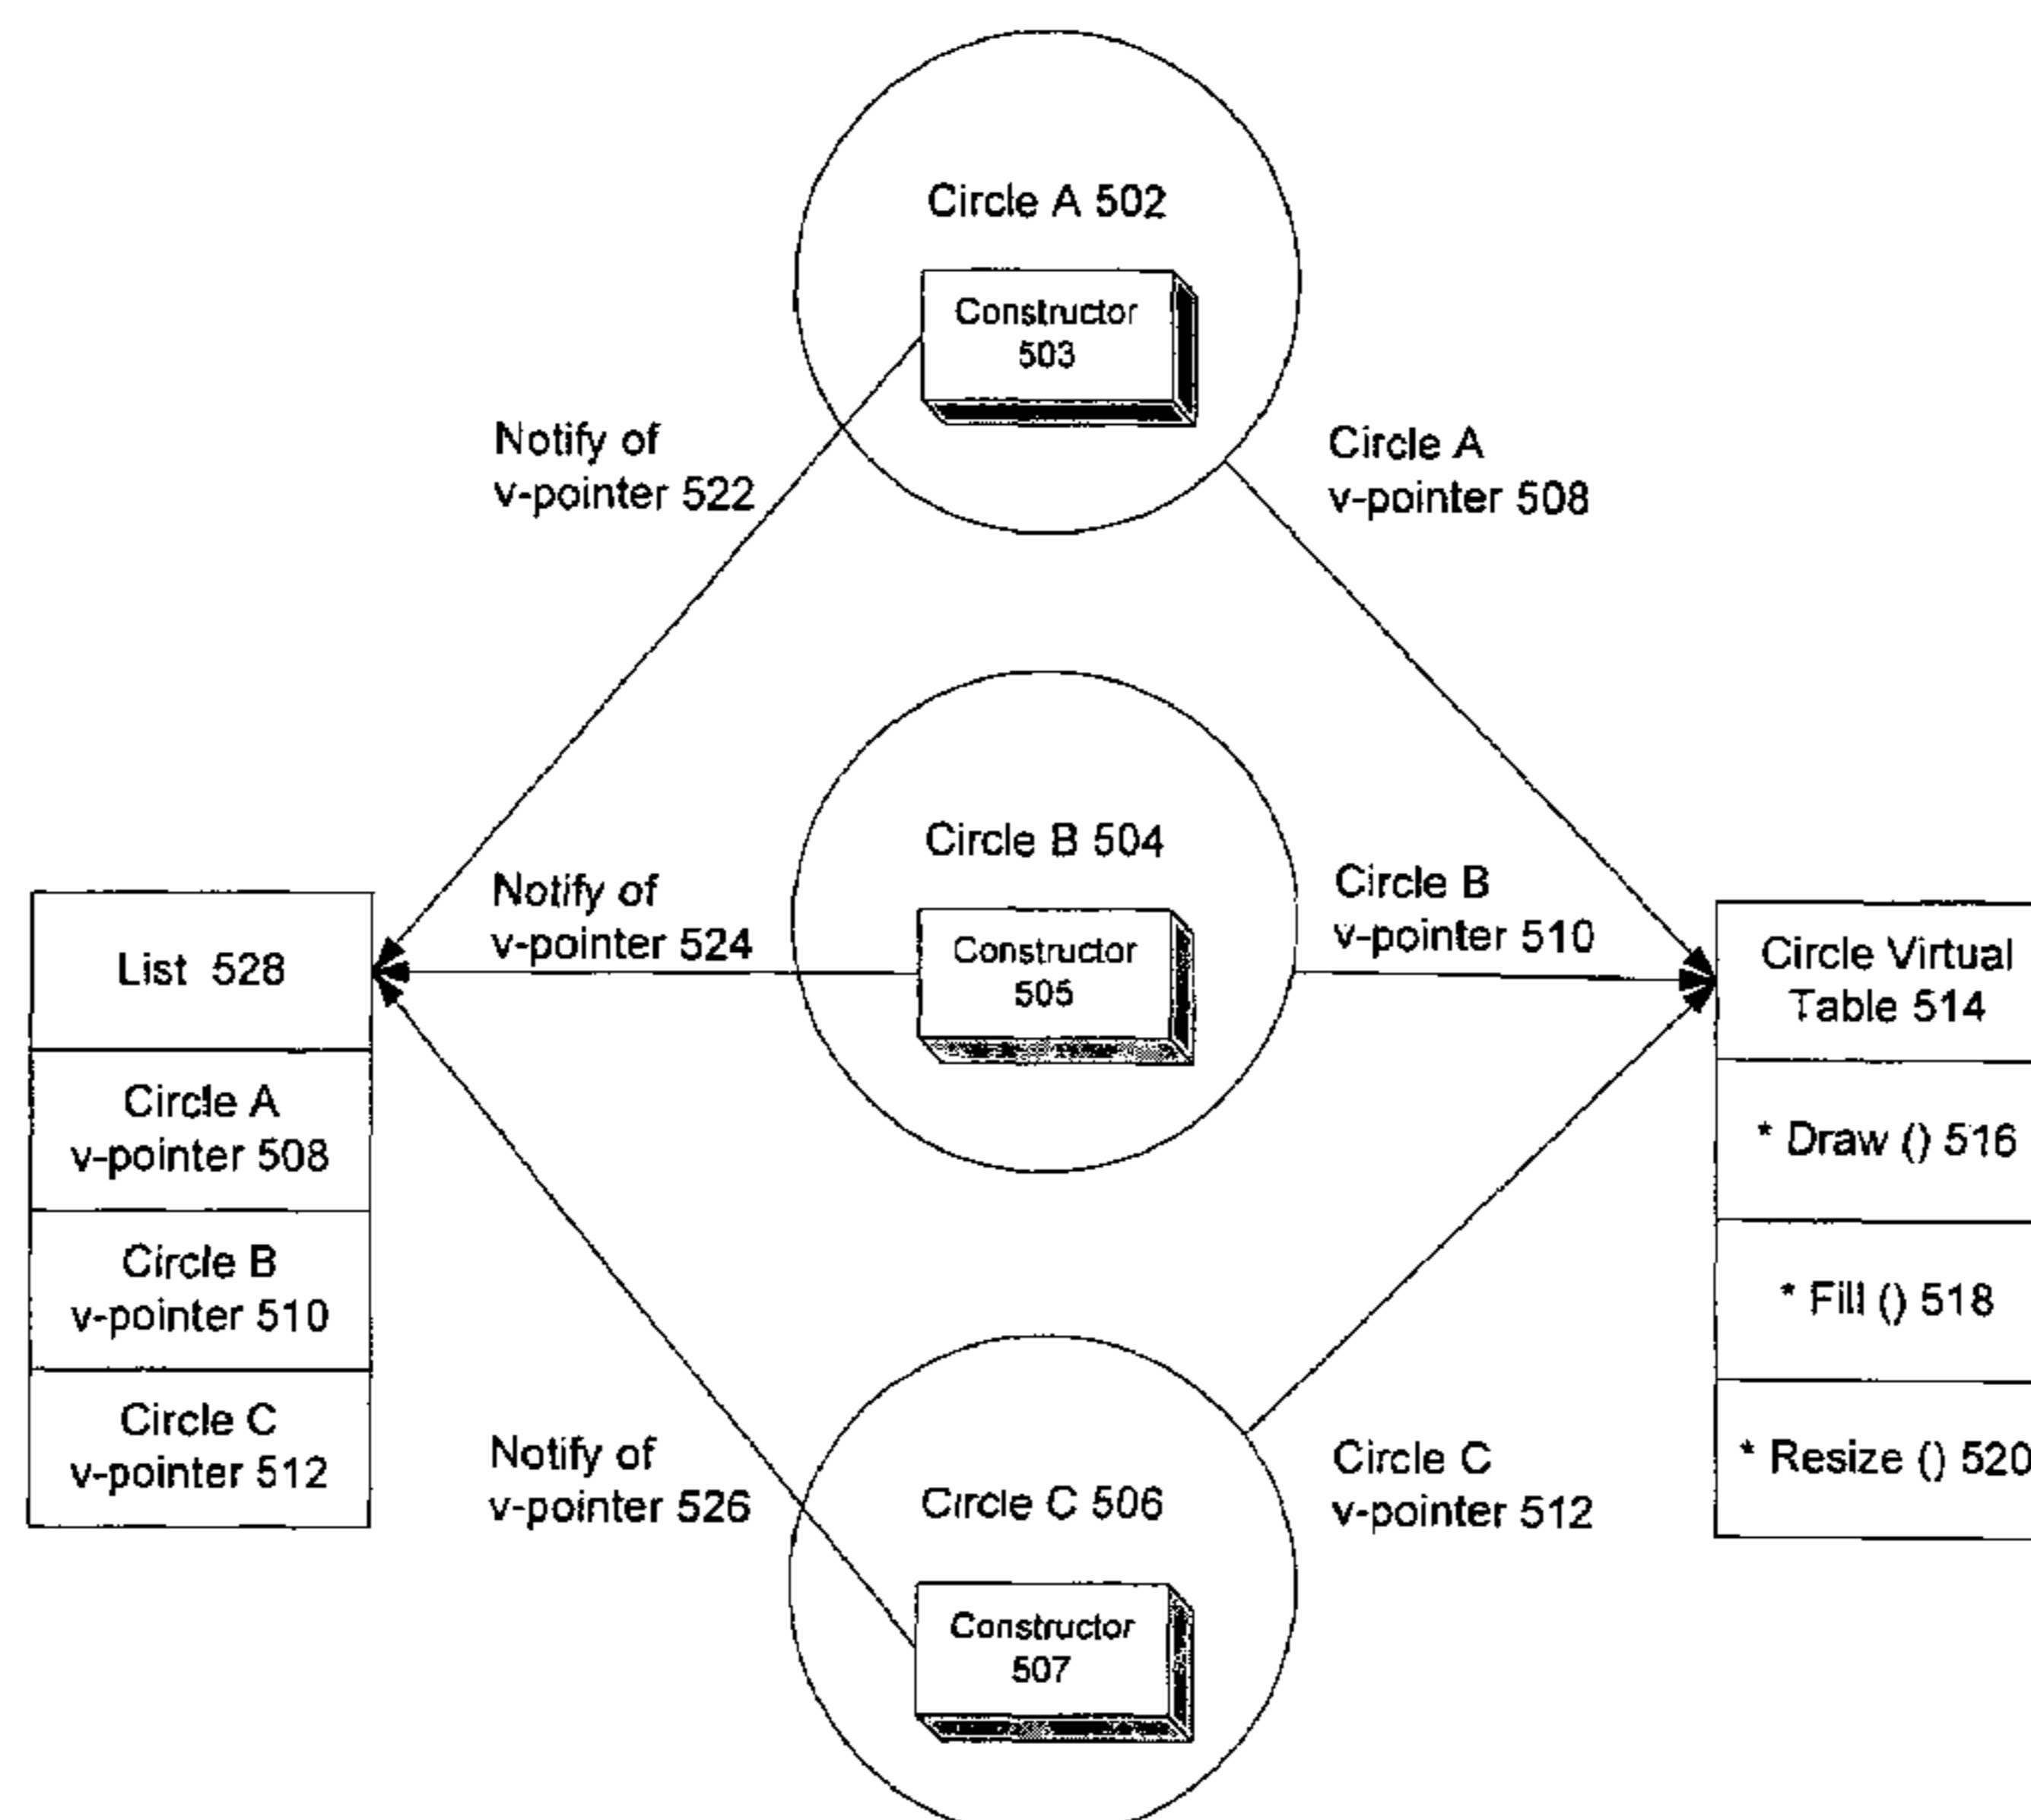 Circle A 502
Constructor
503
Notify of
v-pointer 522
Circle A
v-pointer 508
Circle B 504
Constructor
505
Notify of
v-pointer 524
Circle B
v-pointer 510
List 528
Circle A
v-pointer 508
Circle B
v-pointer 510
Circle C
v-pointer 512
Circle Virtual
Table 514
* Draw () 516
* Fill () 518
* Resize () 520
Notify of
v-pointer 526
Circle C 506
Constructor
507
Circle C
v-pointer 512